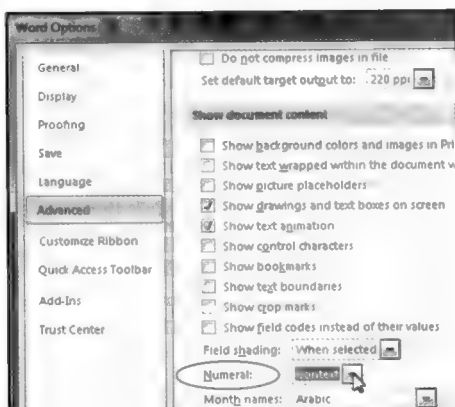 Word Options
General
Display
Proofing
Save
Language
Advanced
Customize Ribbon
Quick Access Toolbar
Add-Ins
Trust Center
Do not compress images in file
Set default target output to: 220 ppi
Show document content
Show background colors and images in Pri
Show text wrapped within the document w
Show picture placeholders
Show drawings and text boxes on screen
Show text animation
Show control characters
Show bookmarks
Show text boundaries
Show crop marks
Show field codes instead of their values
Field shading: When selected
Numeral: Context
Month names: Arabic